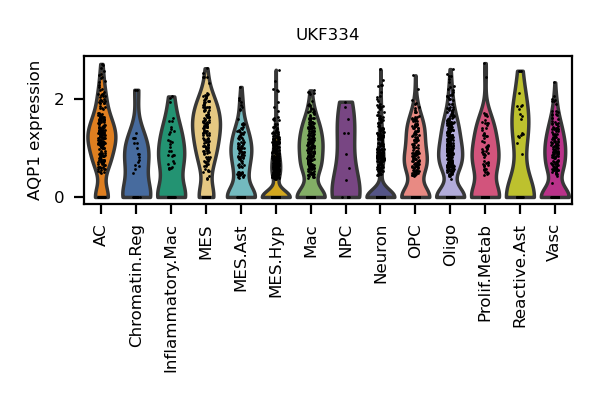 UKF334
AQP1 expression
2
0
AC
Chromatin.Reg
Inflammatory.Mac
MES
MES.Ast
MES.Hyp
Mac
NPC
Neuron
OPC
Oligo
Prolif.Metab
Reactive.Ast
Vasc